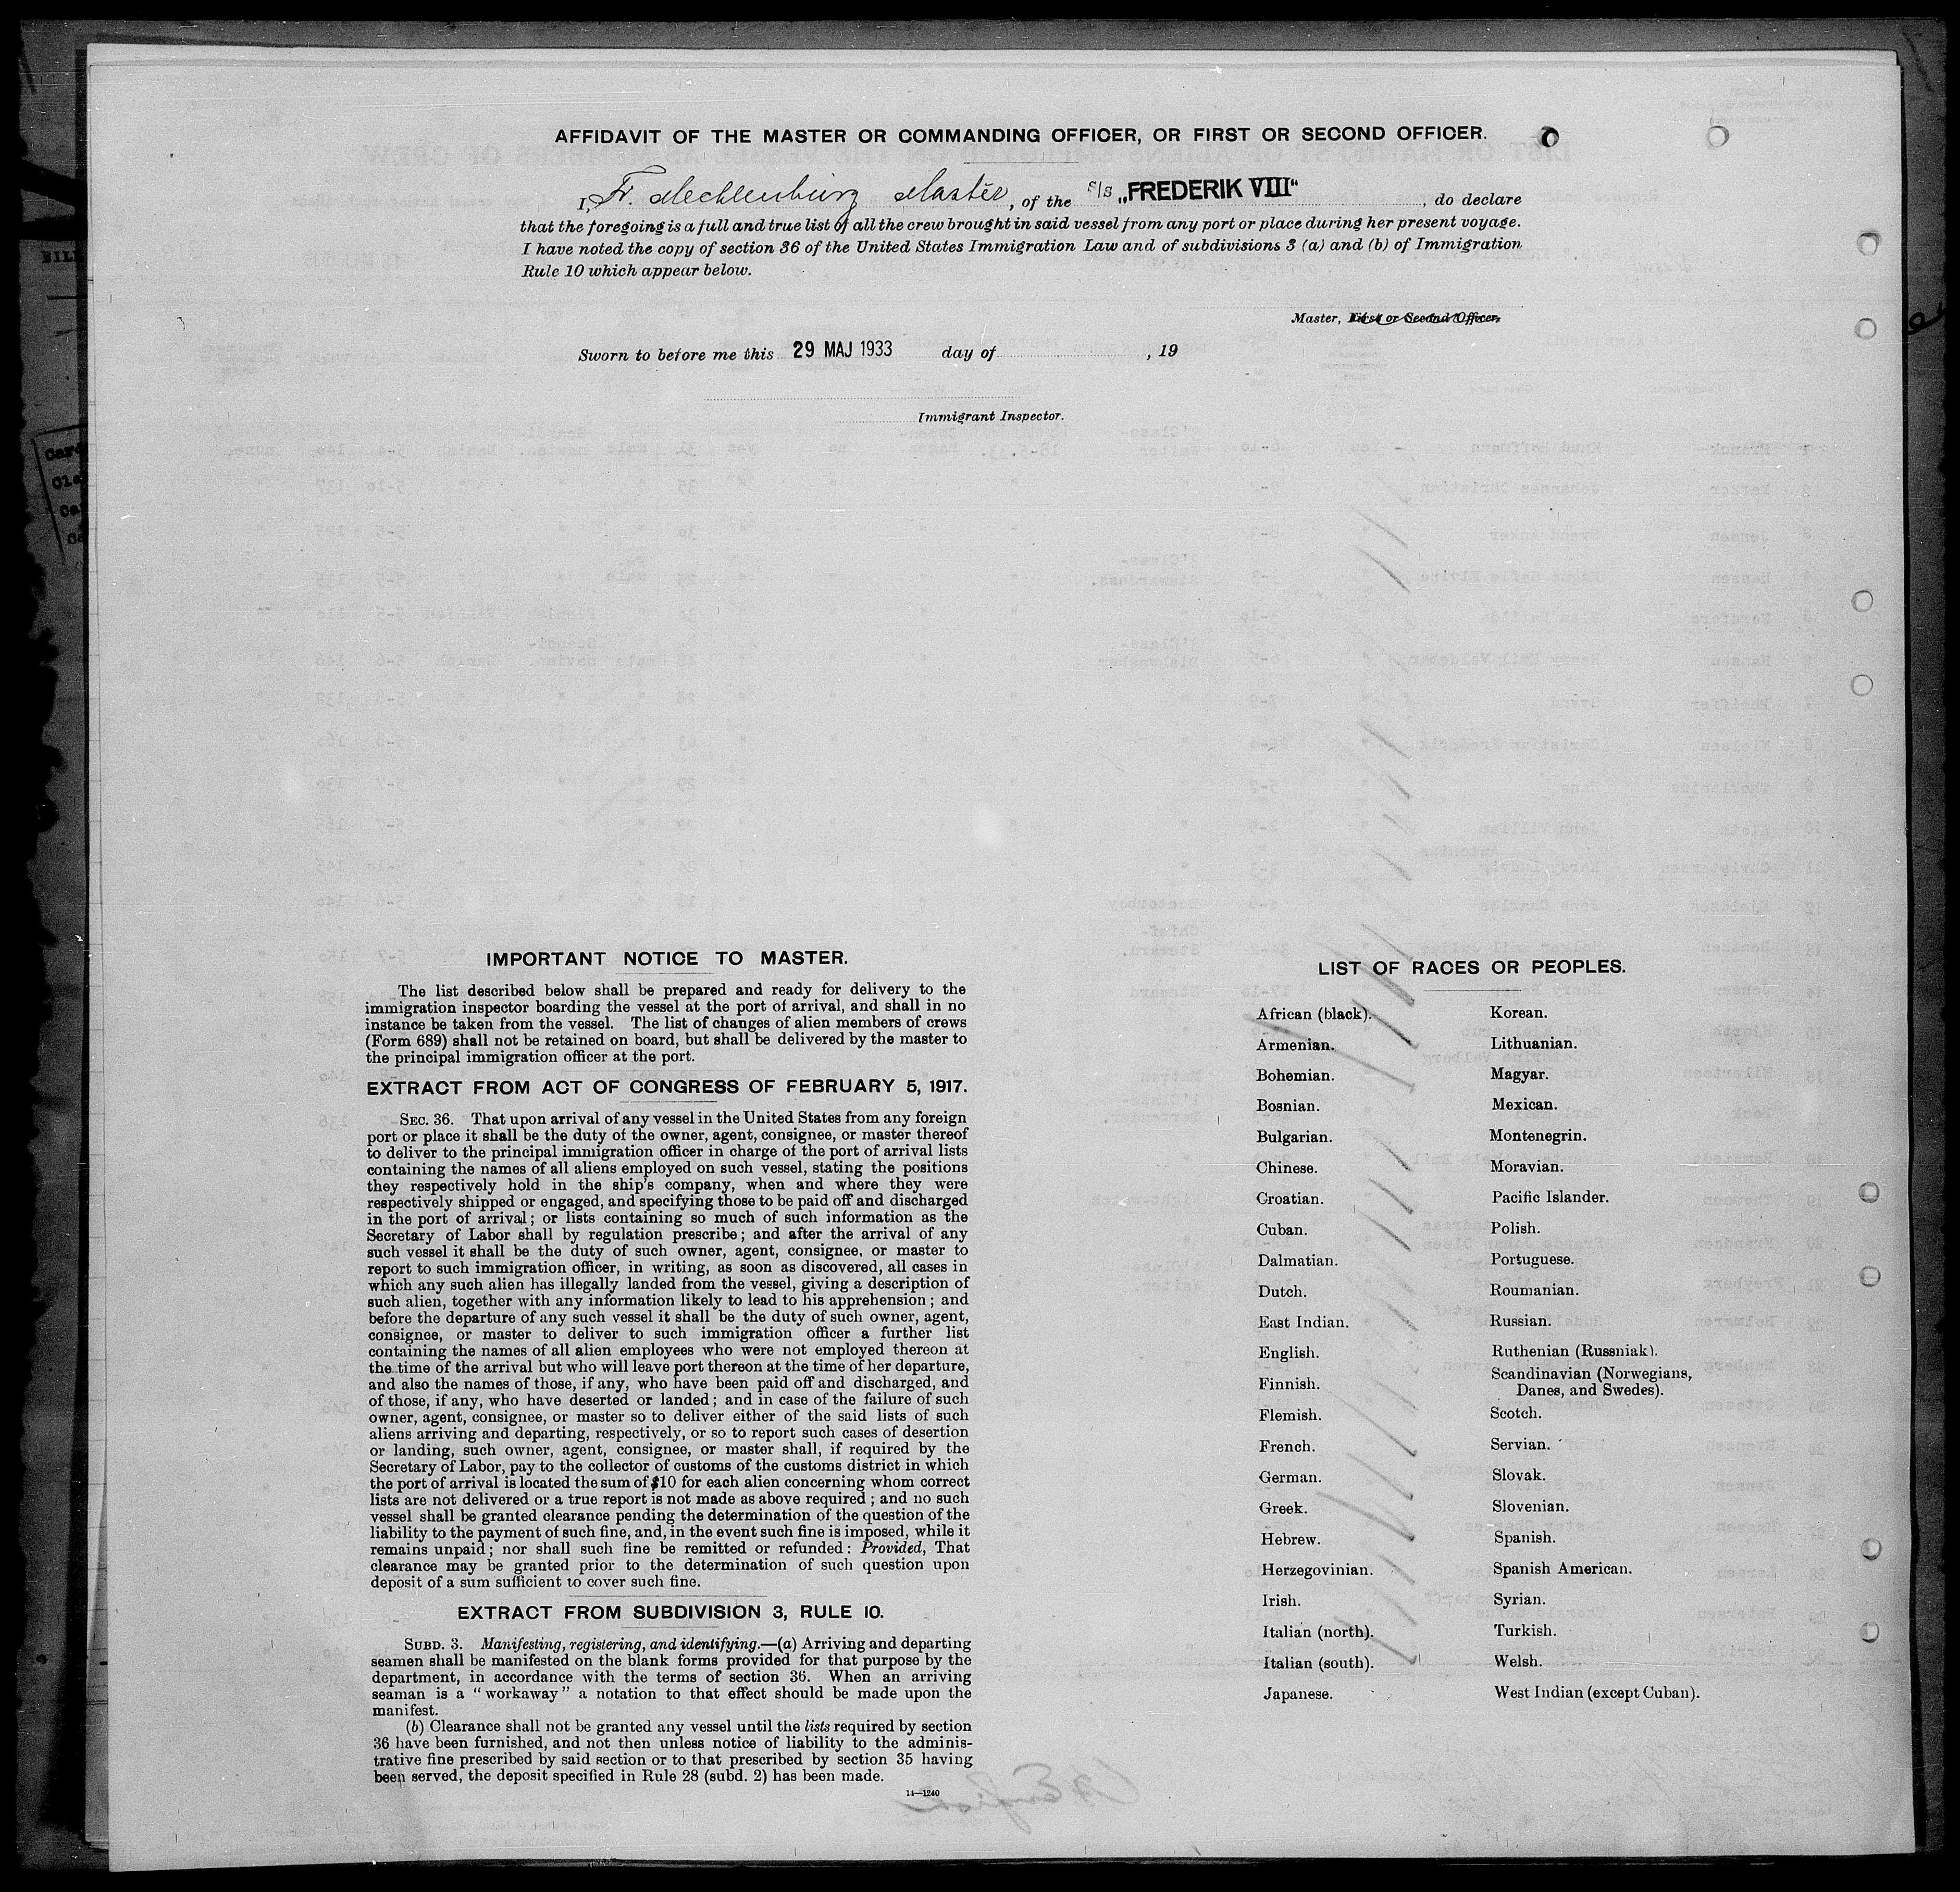 AFFIDAVIT OF THE MASTER OR COMMANDING OFFICER, OR FIRST OR SECOND OFFICER.
I, Fr. Mecklenburg Master, of the S/S „FREDERIK VIII“, do declare
that the foregoing is a full and true list of all the crew brought in said vessel from any port or place during her present voyage.
I have noted the copy of section 36 of the United States Immigration Law and of subdivisions 3 (a) and (b) of Immigration
Rule 10 which appear below.
Master, First or Second Officer.
Sworn to before me this 29 MAJ 1933 day of , 19
Immigrant Inspector.
IMPORTANT NOTICE TO MASTER.
The list described below shall be prepared and ready for delivery to the
immigration inspector boarding the vessel at the port of arrival, and shall in no
instance be taken from the vessel. The list of changes of alien members of crews
(Form 689) shall not be retained on board, but shall be delivered by the master to
the principal immigration officer at the port.
EXTRACT FROM ACT OF CONGRESS OF FEBRUARY 5, 1917.
SEC. 36. That upon arrival of any vessel in the United States from any foreign
port or place it shall be the duty of the owner, agent, consignee, or master thereof
to deliver to the principal immigration officer in charge of the port of arrival lists
containing the names of all aliens employed on such vessel, stating the positions
they respectively hold in the ship's company, when and where they were
respectively shipped or engaged, and specifying those to be paid off and discharged
in the port of arrival; or lists containing so much of such information as the
Secretary of Labor shall by regulation prescribe; and after the arrival of any
such vessel it shall be the duty of such owner, agent, consignee, or master to
report to such immigration officer, in writing, as soon as discovered, all cases in
which any such alien has illegally landed from the vessel, giving a description of
such alien, together with any information likely to lead to his apprehension; and
before the departure of any such vessel it shall be the duty of such owner, agent,
consignee, or master to deliver to such immigration officer a further list
containing the names of all alien employees who were not employed thereon at
the time of the arrival but who will leave port thereon at the time of her departure,
and also the names of those, if any, who have been paid off and discharged, and
of those, if any, who have deserted or landed; and in case of the failure of such
owner, agent, consignee, or master so to deliver either of the said lists of such
aliens arriving and departing, respectively, or so to report such cases of desertion
or landing, such owner, agent, consignee, or master shall, if required by the
Secretary of Labor, pay to the collector of customs of the customs district in which
the port of arrival is located the sum of $10 for each alien concerning whom correct
lists are not delivered or a true report is not made as above required; and no such
vessel shall be granted clearance pending the determination of the question of the
liability to the payment of such fine, and, in the event such fine is imposed, while it
remains unpaid; nor shall such fine be remitted or refunded: Provided, That
clearance may be granted prior to the determination of such question upon
deposit of a sum sufficient to cover such fine.
EXTRACT FROM SUBDIVISION 3, RULE 10.
SUBD. 3. Manifesting, registering, and identifying.—(a) Arriving and departing
seamen shall be manifested on the blank forms provided for that purpose by the
department, in accordance with the terms of section 36. When an arriving
seaman is a "workaway" a notation to that effect should be made upon the
manifest.
(b) Clearance shall not be granted any vessel until the lists required by section
36 have been furnished, and not then unless notice of liability to the adminis-
trative fine prescribed by said section or to that prescribed by section 35 having
been served, the deposit specified in Rule 28 (subd. 2) has been made.
14—1240
LIST OF RACES OR PEOPLES.
African (black).
Armenian.
Bohemian.
Bosnian.
Bulgarian.
Chinese.
Croatian.
Cuban.
Dalmatian.
Dutch.
East Indian.
English.
Finnish.
Flemish.
French.
German.
Greek.
Hebrew.
Herzegovinian.
Irish.
Italian (north).
Italian (south).
Japanese.
Korean.
Lithuanian.
Magyar.
Mexican.
Montenegrin.
Moravian.
Pacific Islander.
Polish.
Portuguese.
Roumanian.
Russian.
Ruthenian (Russniak).
Scandinavian (Norwegians,
Danes, and Swedes).
Scotch.
Servian.
Slovak.
Slovenian.
Spanish.
Spanish American.
Syrian.
Turkish.
Welsh.
West Indian (except Cuban).